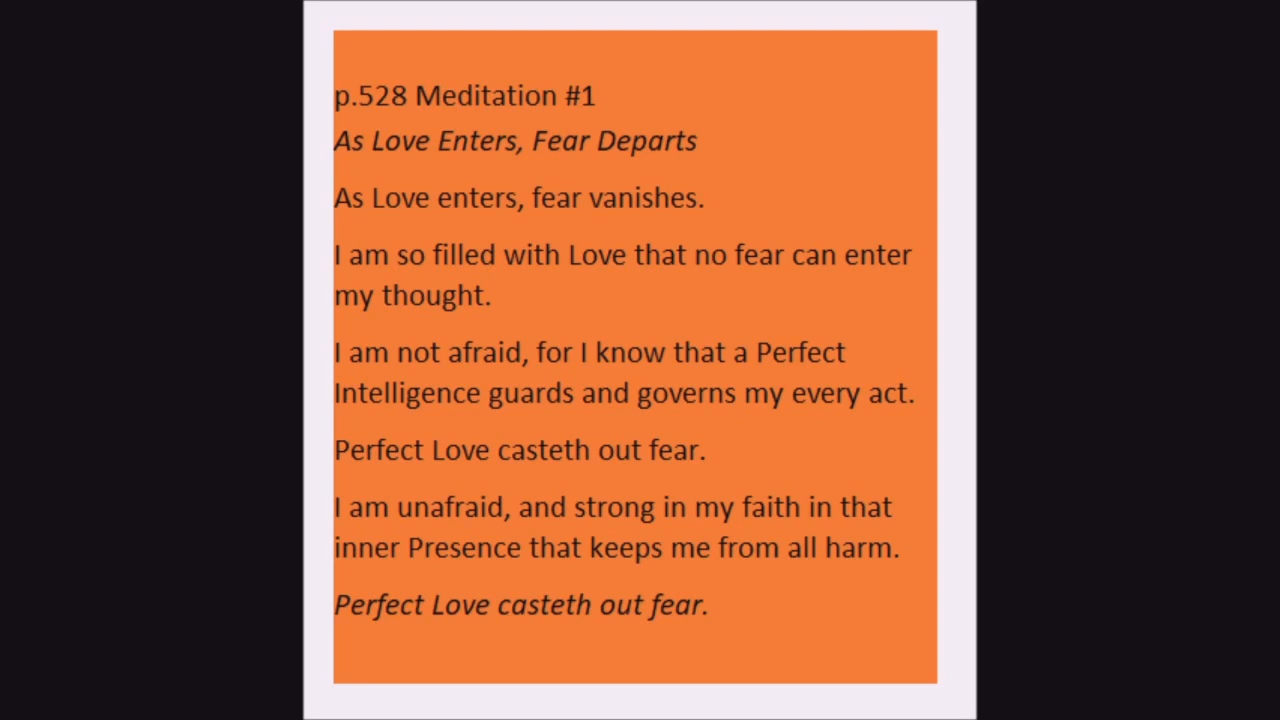 p.528 Meditation #1
As Love Enters, Fear Departs
As Love enters, fear vanishes.
I am so filled with Love that no fear can enter
my thought.
I am not afraid, for I know that a Perfect
Intelligence guards and governs my every act.
Perfect Love casteth out fear.
I am unafraid, and strong in my faith in that
inner Presence that keeps me from all harm.
Perfect Love casteth out fear.